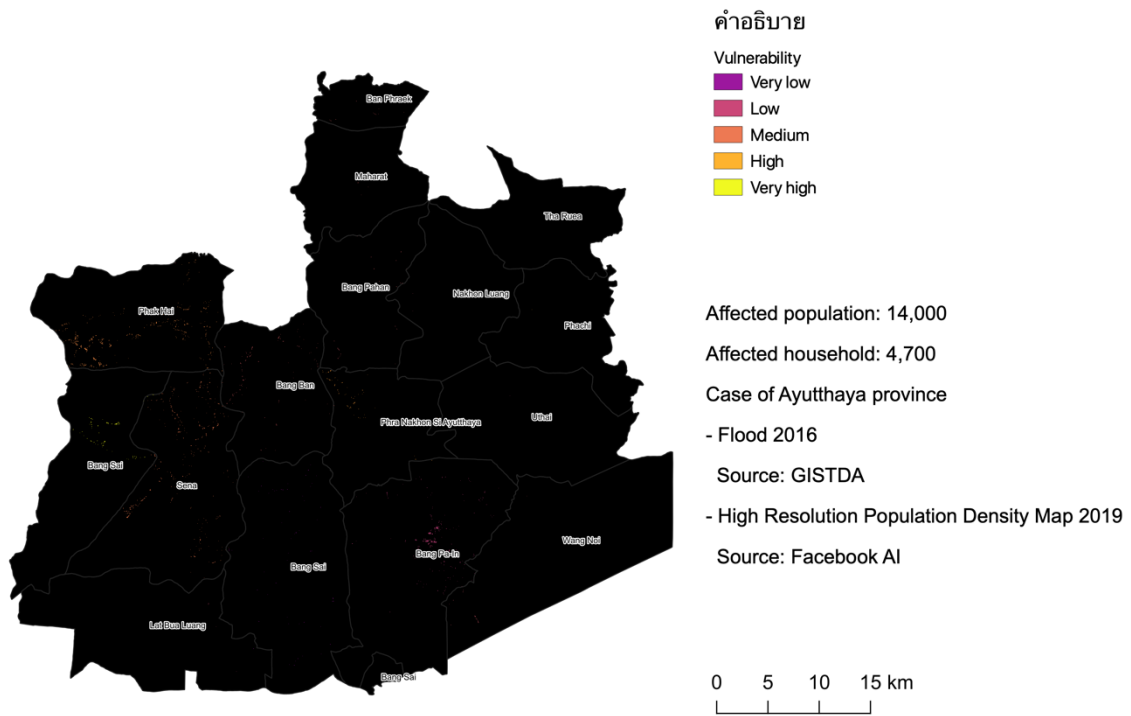 คำอธิบาย
Vulnerability
Very low
Low
Medium
High
Very high
Ban Phraek
Maharat
Tha Ruea
Bang Pahan
Nakhon Luang
Phak Hai
Phachi
Bang Ban
Phra Nakhon Si Ayutthaya
Uthai
Bang Sai
Sena
Bang Pa-In
Wang Noi
Bang Sai
Lat Bua Luang
Bang Sai
Affected population: 14,000
Affected household: 4,700
Case of Ayutthaya province
- Flood 2016
Source: GISTDA
- High Resolution Population Density Map 2019
Source: Facebook AI
0 5 10 15 km